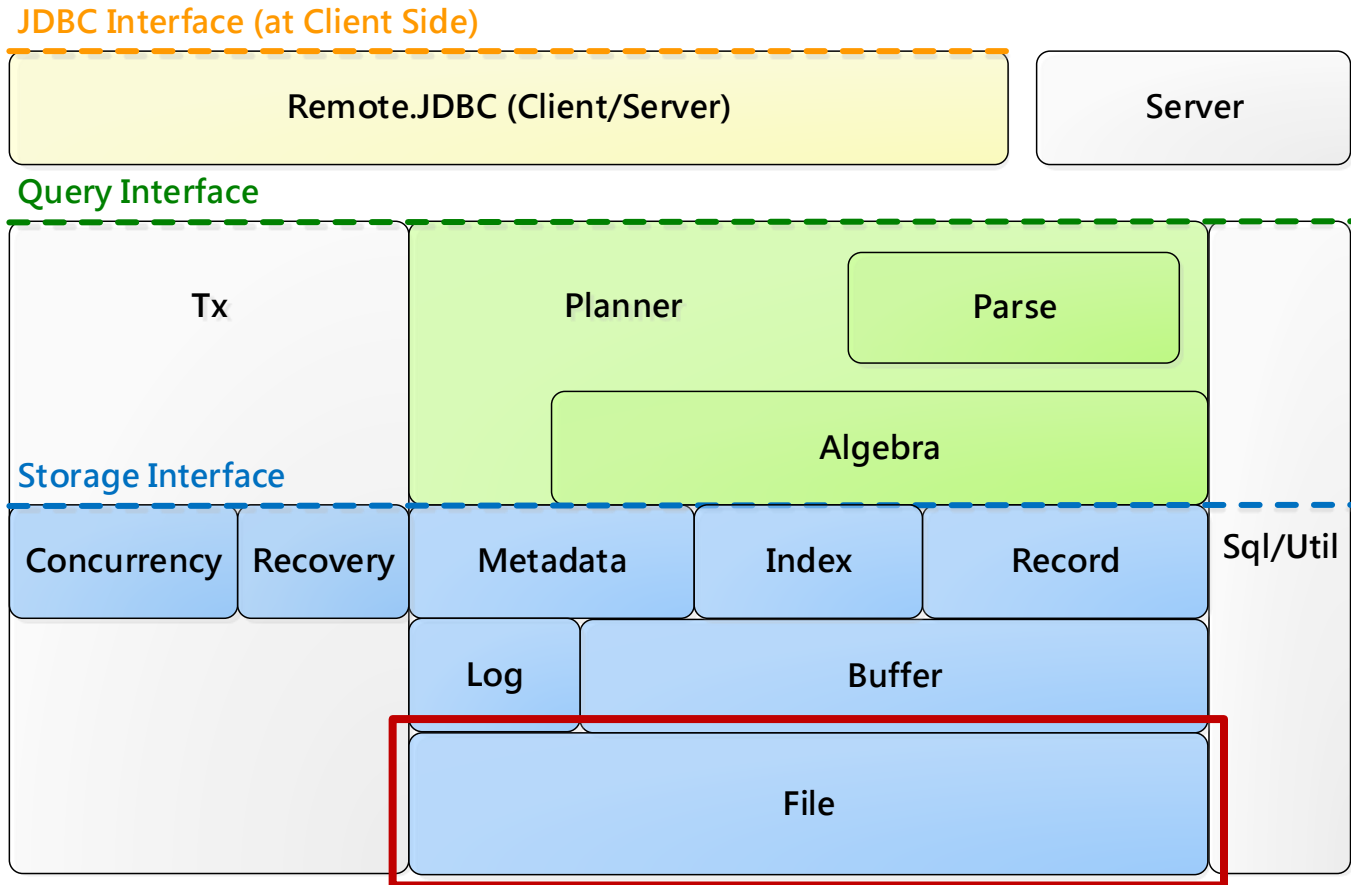 JDBC Interface (at Client Side)
Remote.JDBC (Client/Server)
Server
Query Interface
Tx
Planner
Parse
Algebra
Storage Interface
Concurrency
Recovery
Metadata
Index
Record
Sql/Util
Log
Buffer
File